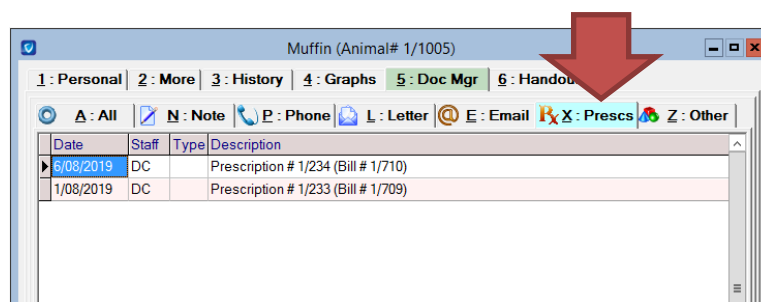 Muffin (Animal# 1/1005)
1 : Personal 2 : More 3 : History 4 : Graphs 5 : Doc Mgr 6 : Handou
A : All N : Note P : Phone L : Letter @ E : Email Rx X : Prescs Z : Other
Date Staff Type Description
6/08/2019 DC Prescription # 1/234 (Bill # 1/710)
1/08/2019 DC Prescription # 1/233 (Bill # 1/709)